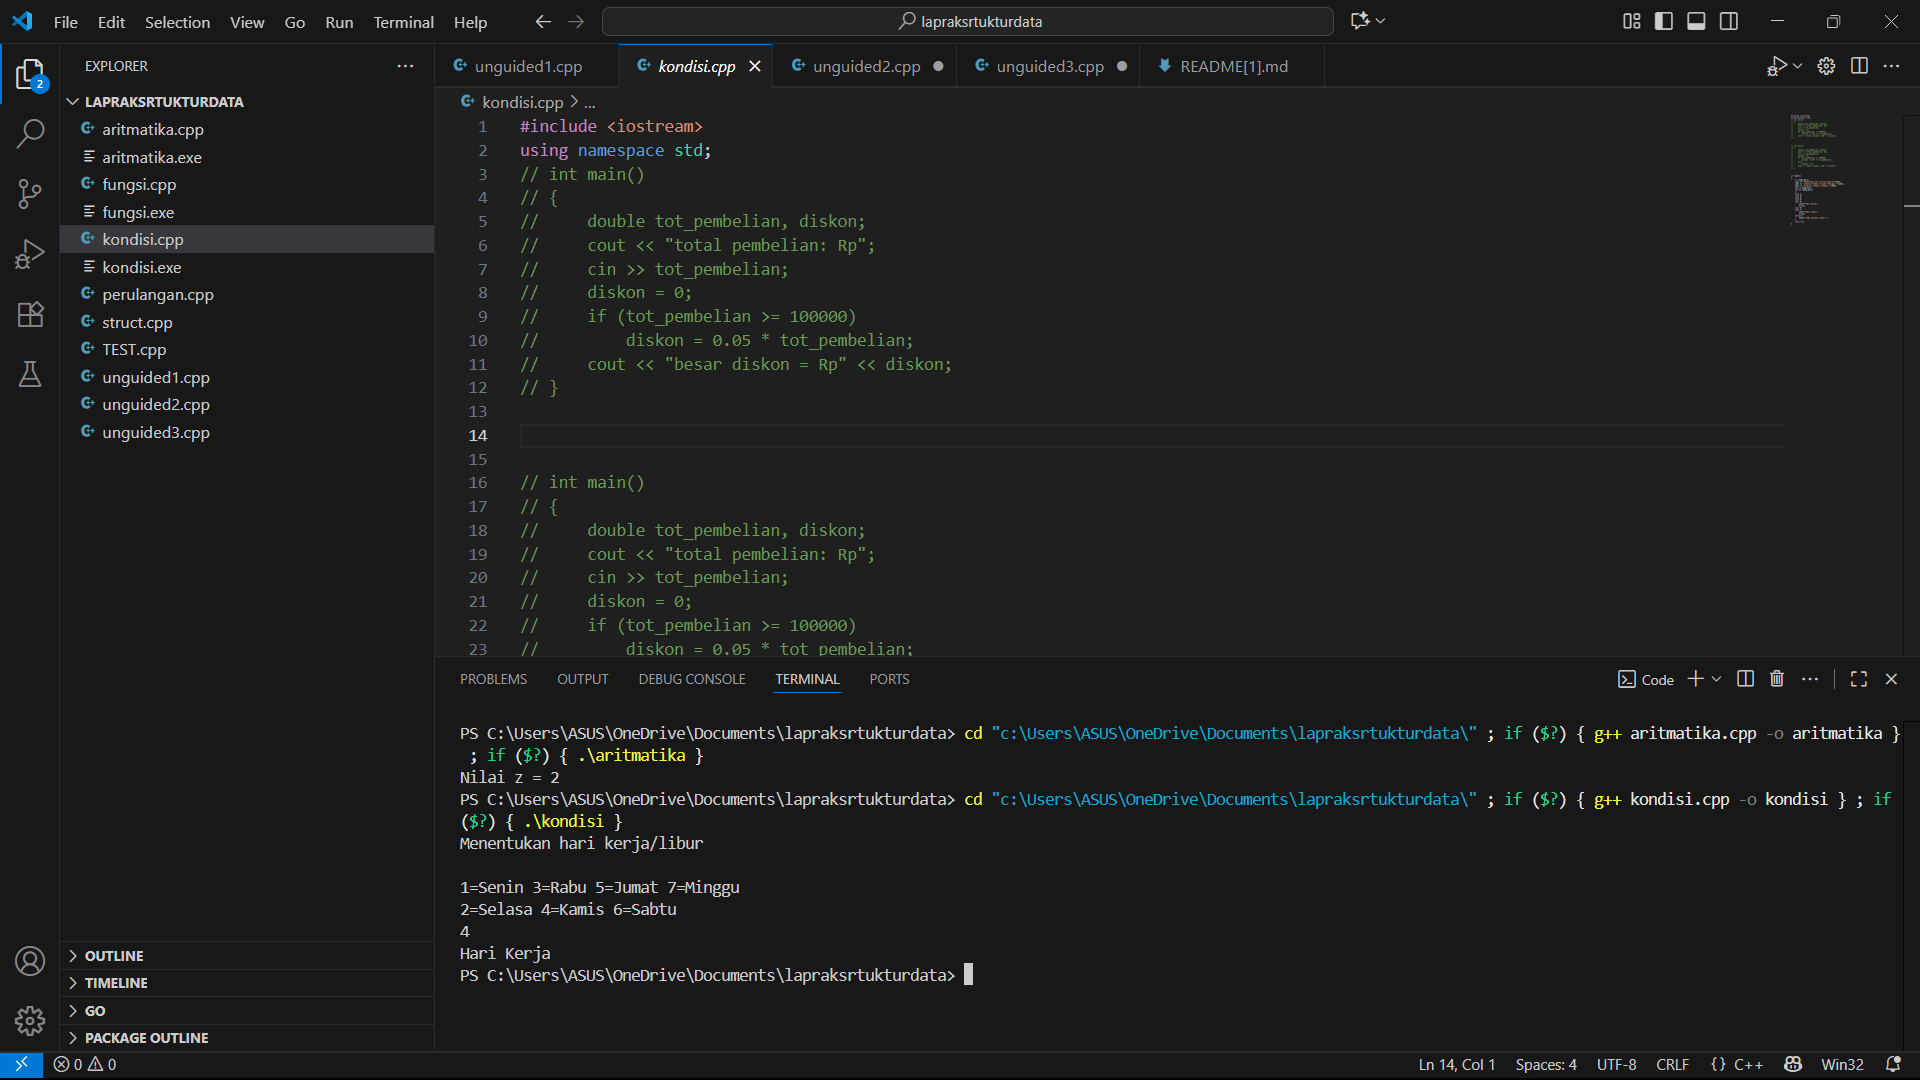 File Edit Selection View Go Run Terminal Help
lapraksrtukturdata
EXPLORER
2
LAPRAKSRTUKTURDATA
aritmatika.cpp
aritmatika.exe
fungsi.cpp
fungsi.exe
kondisi.cpp
kondisi.exe
perulangan.cpp
struct.cpp
TEST.cpp
unguided1.cpp
unguided2.cpp
unguided3.cpp
OUTLINE
TIMELINE
GO
PACKAGE OUTLINE
unguided1.cpp kondisi.cpp unguided2.cpp unguided3.cpp README[1].md
kondisi.cpp > ...
1 #include <iostream>
2 using namespace std;
3 // int main()
4 // {
5 //     double tot_pembelian, diskon;
6 //     cout << "total pembelian: Rp";
7 //     cin >> tot_pembelian;
8 //     diskon = 0;
9 //     if (tot_pembelian >= 100000)
10 //         diskon = 0.05 * tot_pembelian;
11 //     cout << "besar diskon = Rp" << diskon;
12 // }
13
14
15
16 // int main()
17 // {
18 //     double tot_pembelian, diskon;
19 //     cout << "total pembelian: Rp";
20 //     cin >> tot_pembelian;
21 //     diskon = 0;
22 //     if (tot_pembelian >= 100000)
23 //         diskon = 0.05 * tot_pembelian;
PROBLEMS OUTPUT DEBUG CONSOLE TERMINAL PORTS
Code
PS C:\Users\ASUS\OneDrive\Documents\lapraksrtukturdata> cd "c:\Users\ASUS\OneDrive\Documents\lapraksrtukturdata\" ; if ($?) { g++ aritmatika.cpp -o aritmatika }
 ; if ($?) { .\aritmatika }
Nilai z = 2
PS C:\Users\ASUS\OneDrive\Documents\lapraksrtukturdata> cd "c:\Users\ASUS\OneDrive\Documents\lapraksrtukturdata\" ; if ($?) { g++ kondisi.cpp -o kondisi } ; if
($?) { .\kondisi }
Menentukan hari kerja/libur
1=Senin 3=Rabu 5=Jumat 7=Minggu
2=Selasa 4=Kamis 6=Sabtu
4
Hari Kerja
PS C:\Users\ASUS\OneDrive\Documents\lapraksrtukturdata>
0 0
Ln 14, Col 1 Spaces: 4 UTF-8 CRLF {} C++ Win32